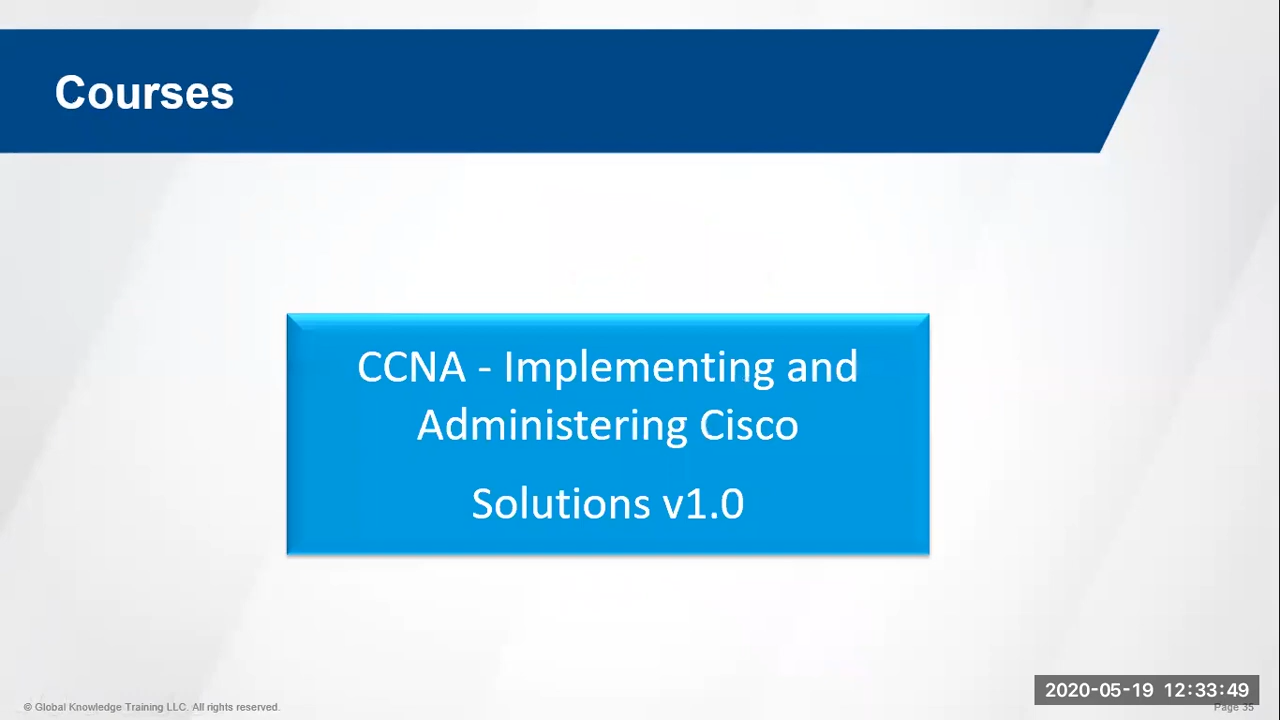 Courses
CCNA - Implementing and
Administering Cisco
Solutions v1.0
2020-05-19 12:33:49
© Global Knowledge Training LLC. All rights reserved.
Page 35